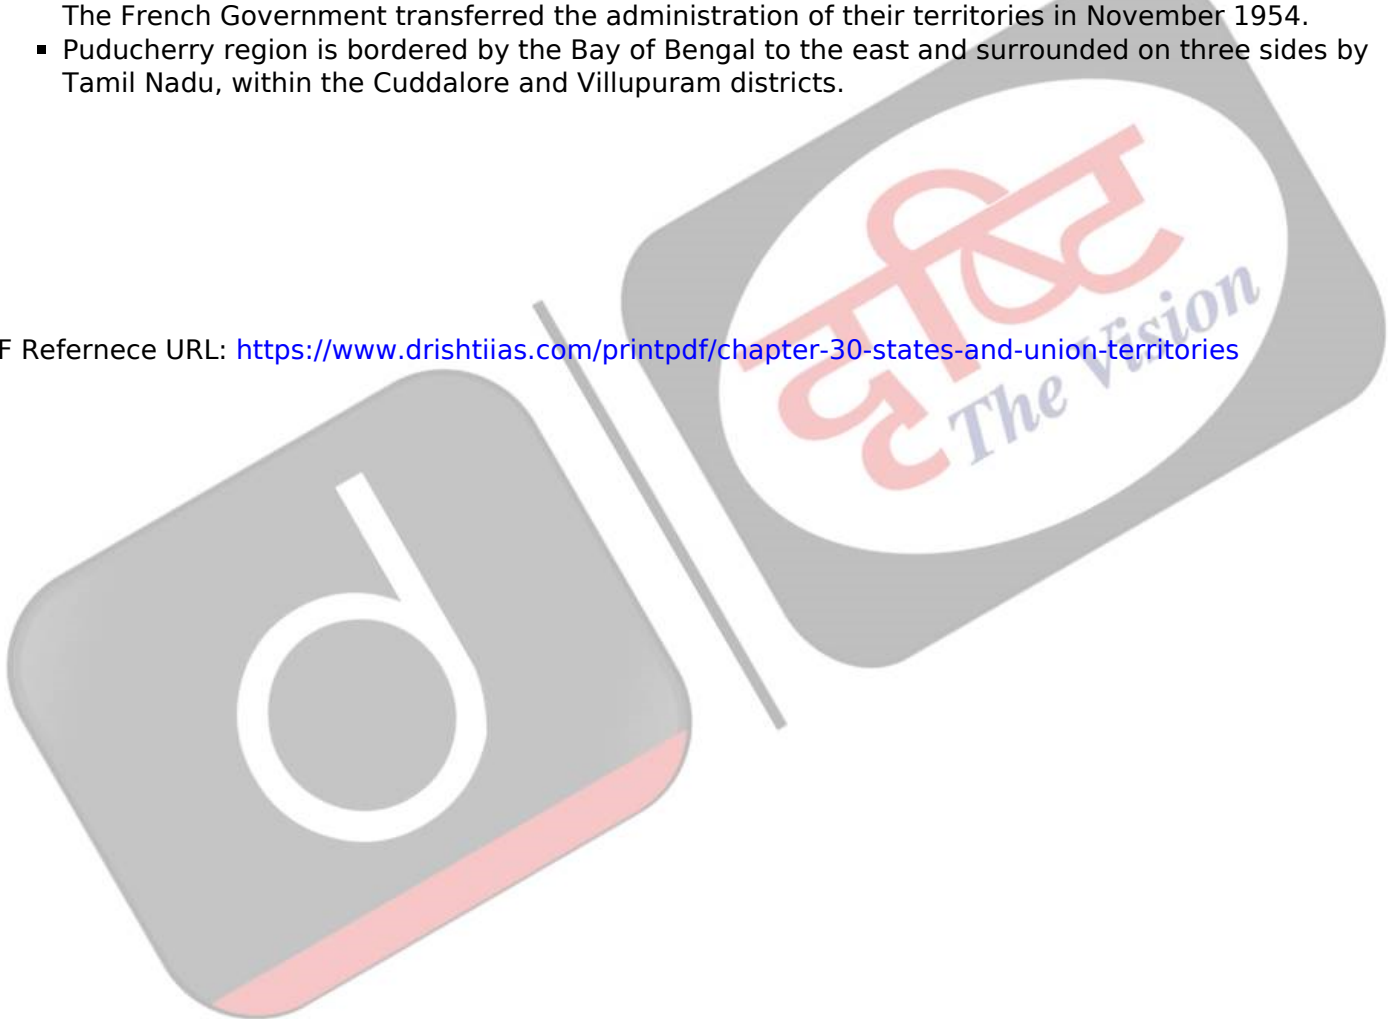 The French Government transferred the administration of their territories in November 1954.
▪ Puducherry region is bordered by the Bay of Bengal to the east and surrounded on three sides by
Tamil Nadu, within the Cuddalore and Villupuram districts.
दृष्टि
The Vision
F Refernece URL: https://www.drishtiias.com/printpdf/chapter-30-states-and-union-territories
d